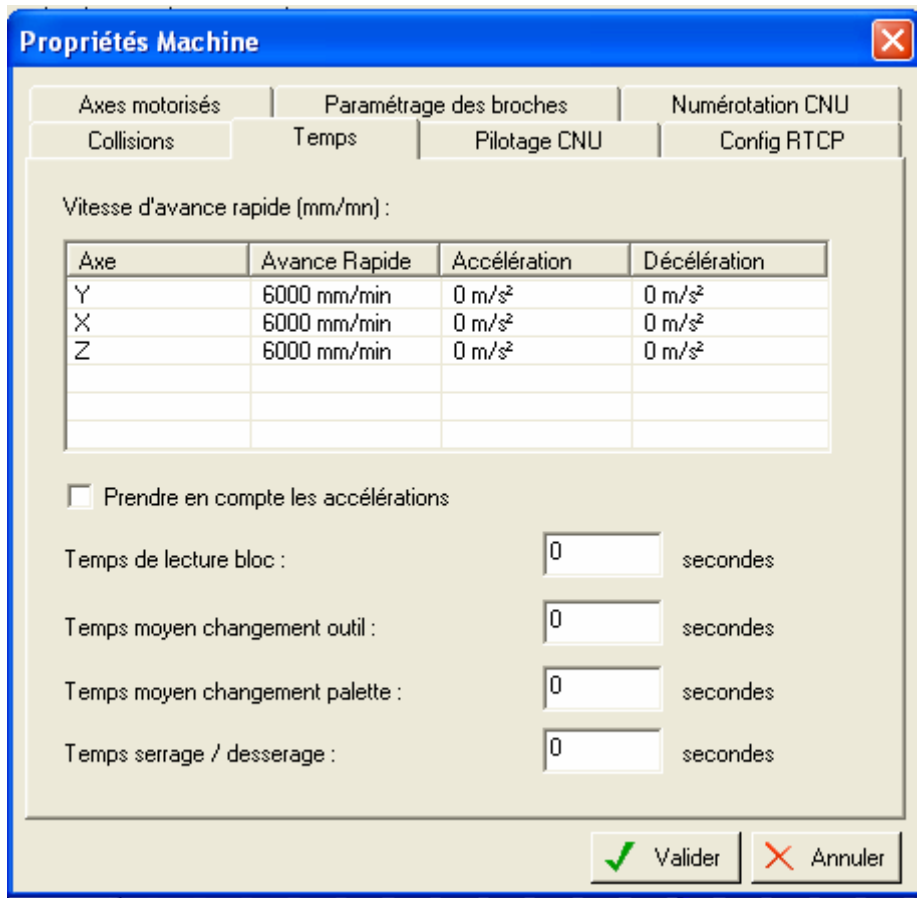 Propriétés Machine
Axes motorisés Paramétrage des broches Numérotation CNU
Collisions Temps Pilotage CNU Config RTCP
Vitesse d'avance rapide (mm/mn) :
Axe Avance Rapide Accélération Décélération
Y 6000 mm/min 0 m/s² 0 m/s²
X 6000 mm/min 0 m/s² 0 m/s²
Z 6000 mm/min 0 m/s² 0 m/s²
Prendre en compte les accélérations
Temps de lecture bloc : 0 secondes
Temps moyen changement outil : 0 secondes
Temps moyen changement palette : 0 secondes
Temps serrage / desserage : 0 secondes
Valider Annuler